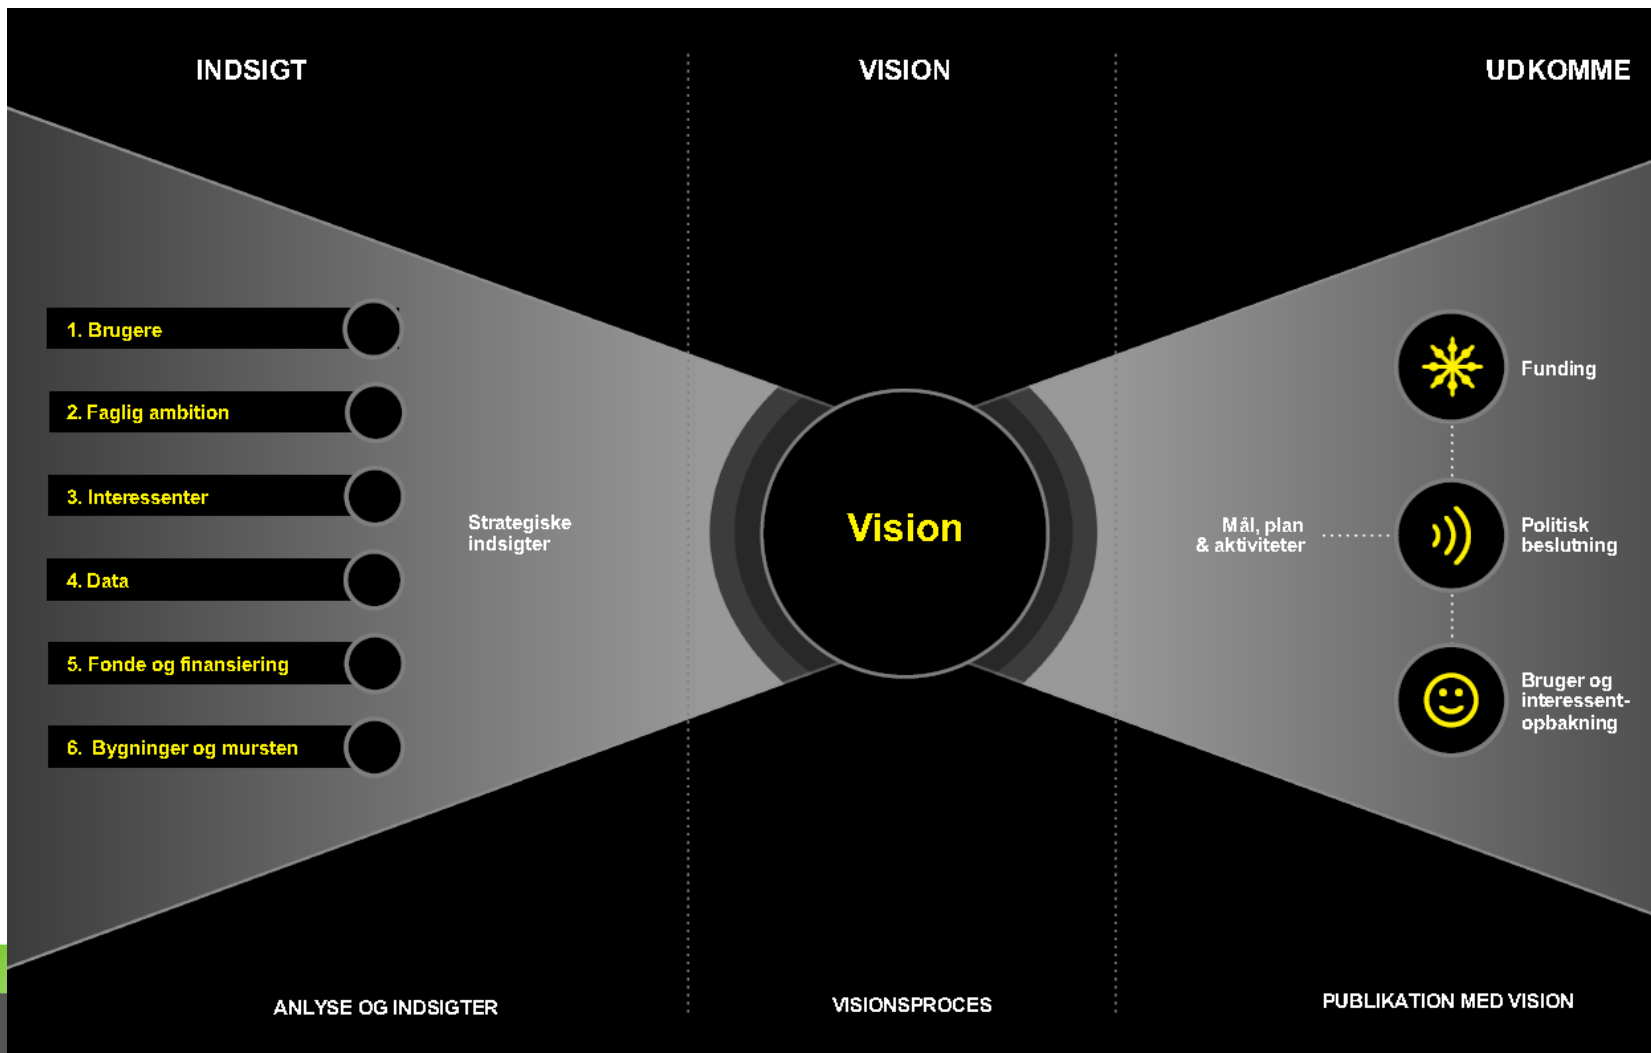 INDSIGT
VISION
UDKOMME
1. Brugere
2. Faglig ambition
3. Interessenter
4. Data
5. Fonde og finansiering
6. Bygninger og mursten
Strategiske
indsigter
Vision
Mål, plan
& aktiviteter
Funding
Politisk
beslutning
Bruger og
interessent-
opbakning
ANLYSE OG INDSIGTER
VISIONSPROCES
PUBLIKATION MED VISION